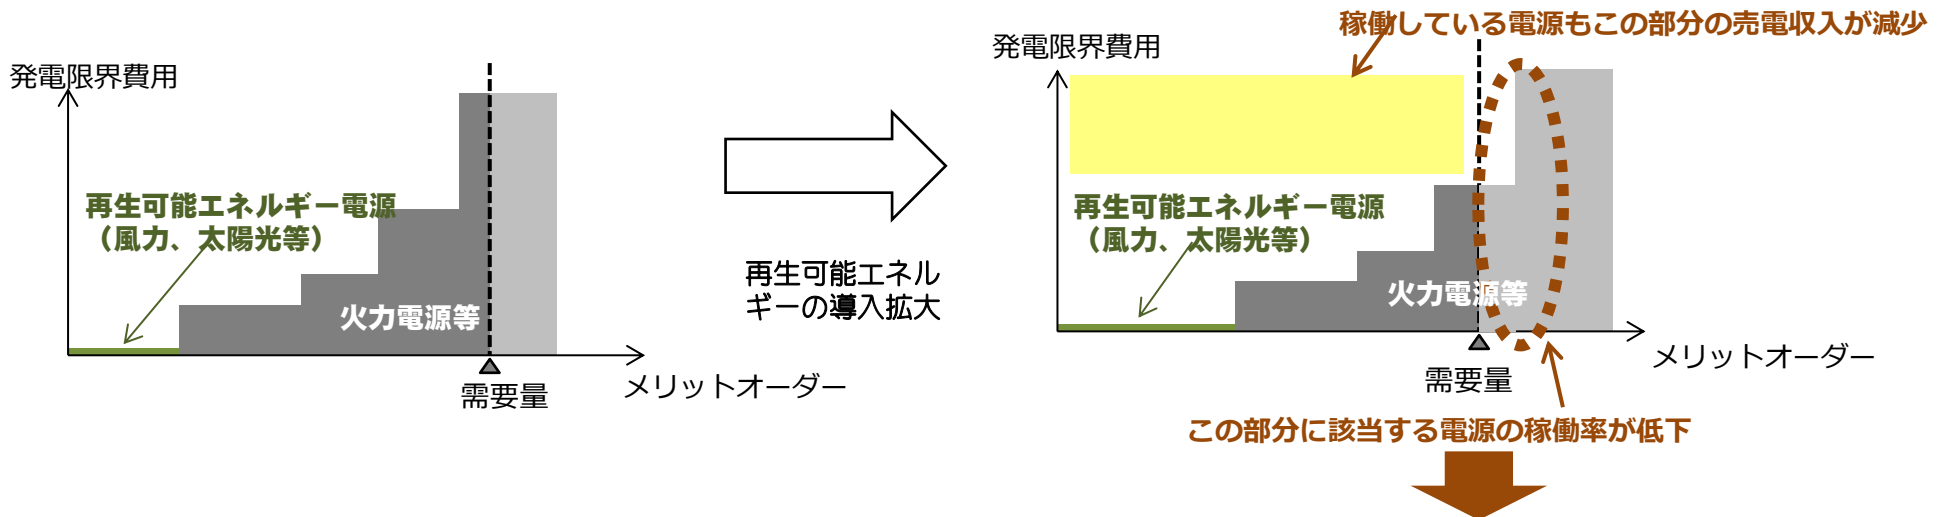 発電限界費用
再生可能エネルギー電源
（風力、太陽光等）
火力電源等
需要量
メリットオーダー
再生可能エネル
ギーの導入拡大
稼働している電源もこの部分の売電収入が減少
発電限界費用
再生可能エネルギー電源
（風力、太陽光等）
火力電源等
需要量
メリットオーダー
この部分に該当する電源の稼働率が低下